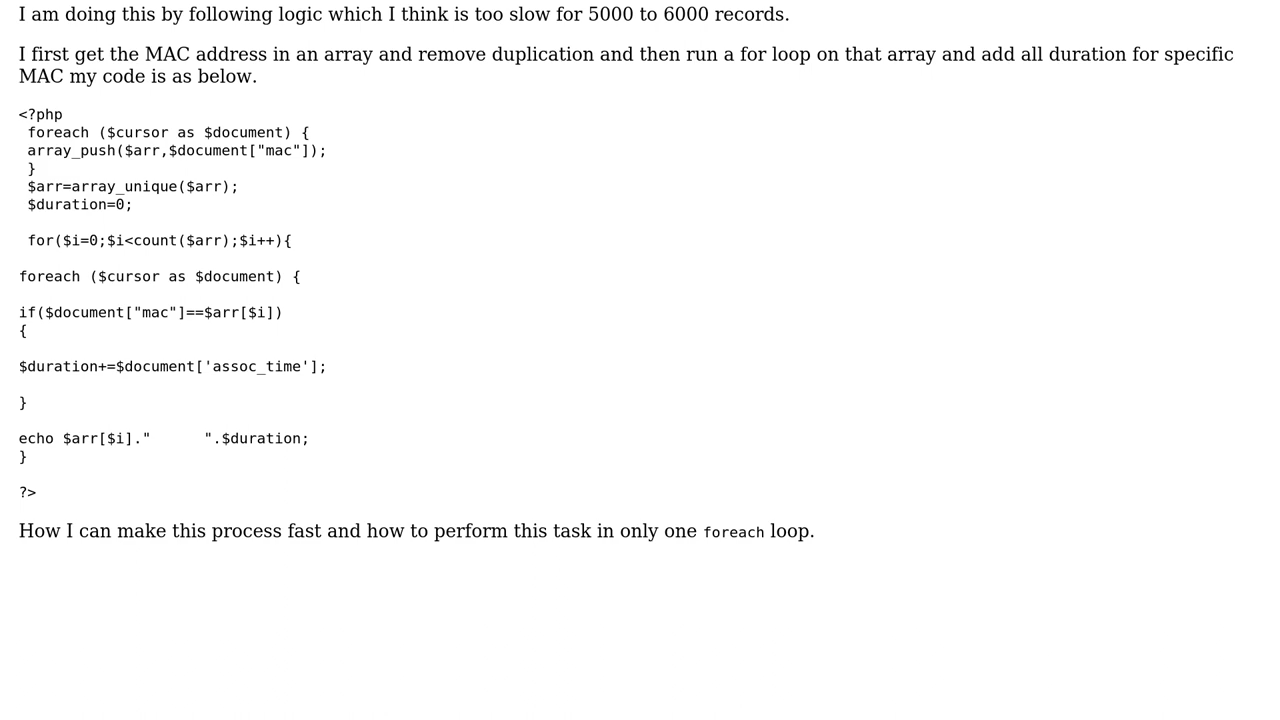 I am doing this by following logic which I think is too slow for 5000 to 6000 records.
I first get the MAC address in an array and remove duplication and then run a for loop on that array and add all duration for specific
MAC my code is as below.
<?php
 foreach ($cursor as $document) {
 array_push($arr,$document["mac"]);
 }
 $arr=array_unique($arr);
 $duration=0;
 for($i=0;$i<count($arr);$i++){
foreach ($cursor as $document) {
if($document["mac"]==$arr[$i])
{
$duration+=$document['assoc_time'];
}
echo $arr[$i]."      ".$duration;
}
?>
How I can make this process fast and how to perform this task in only one foreach loop.